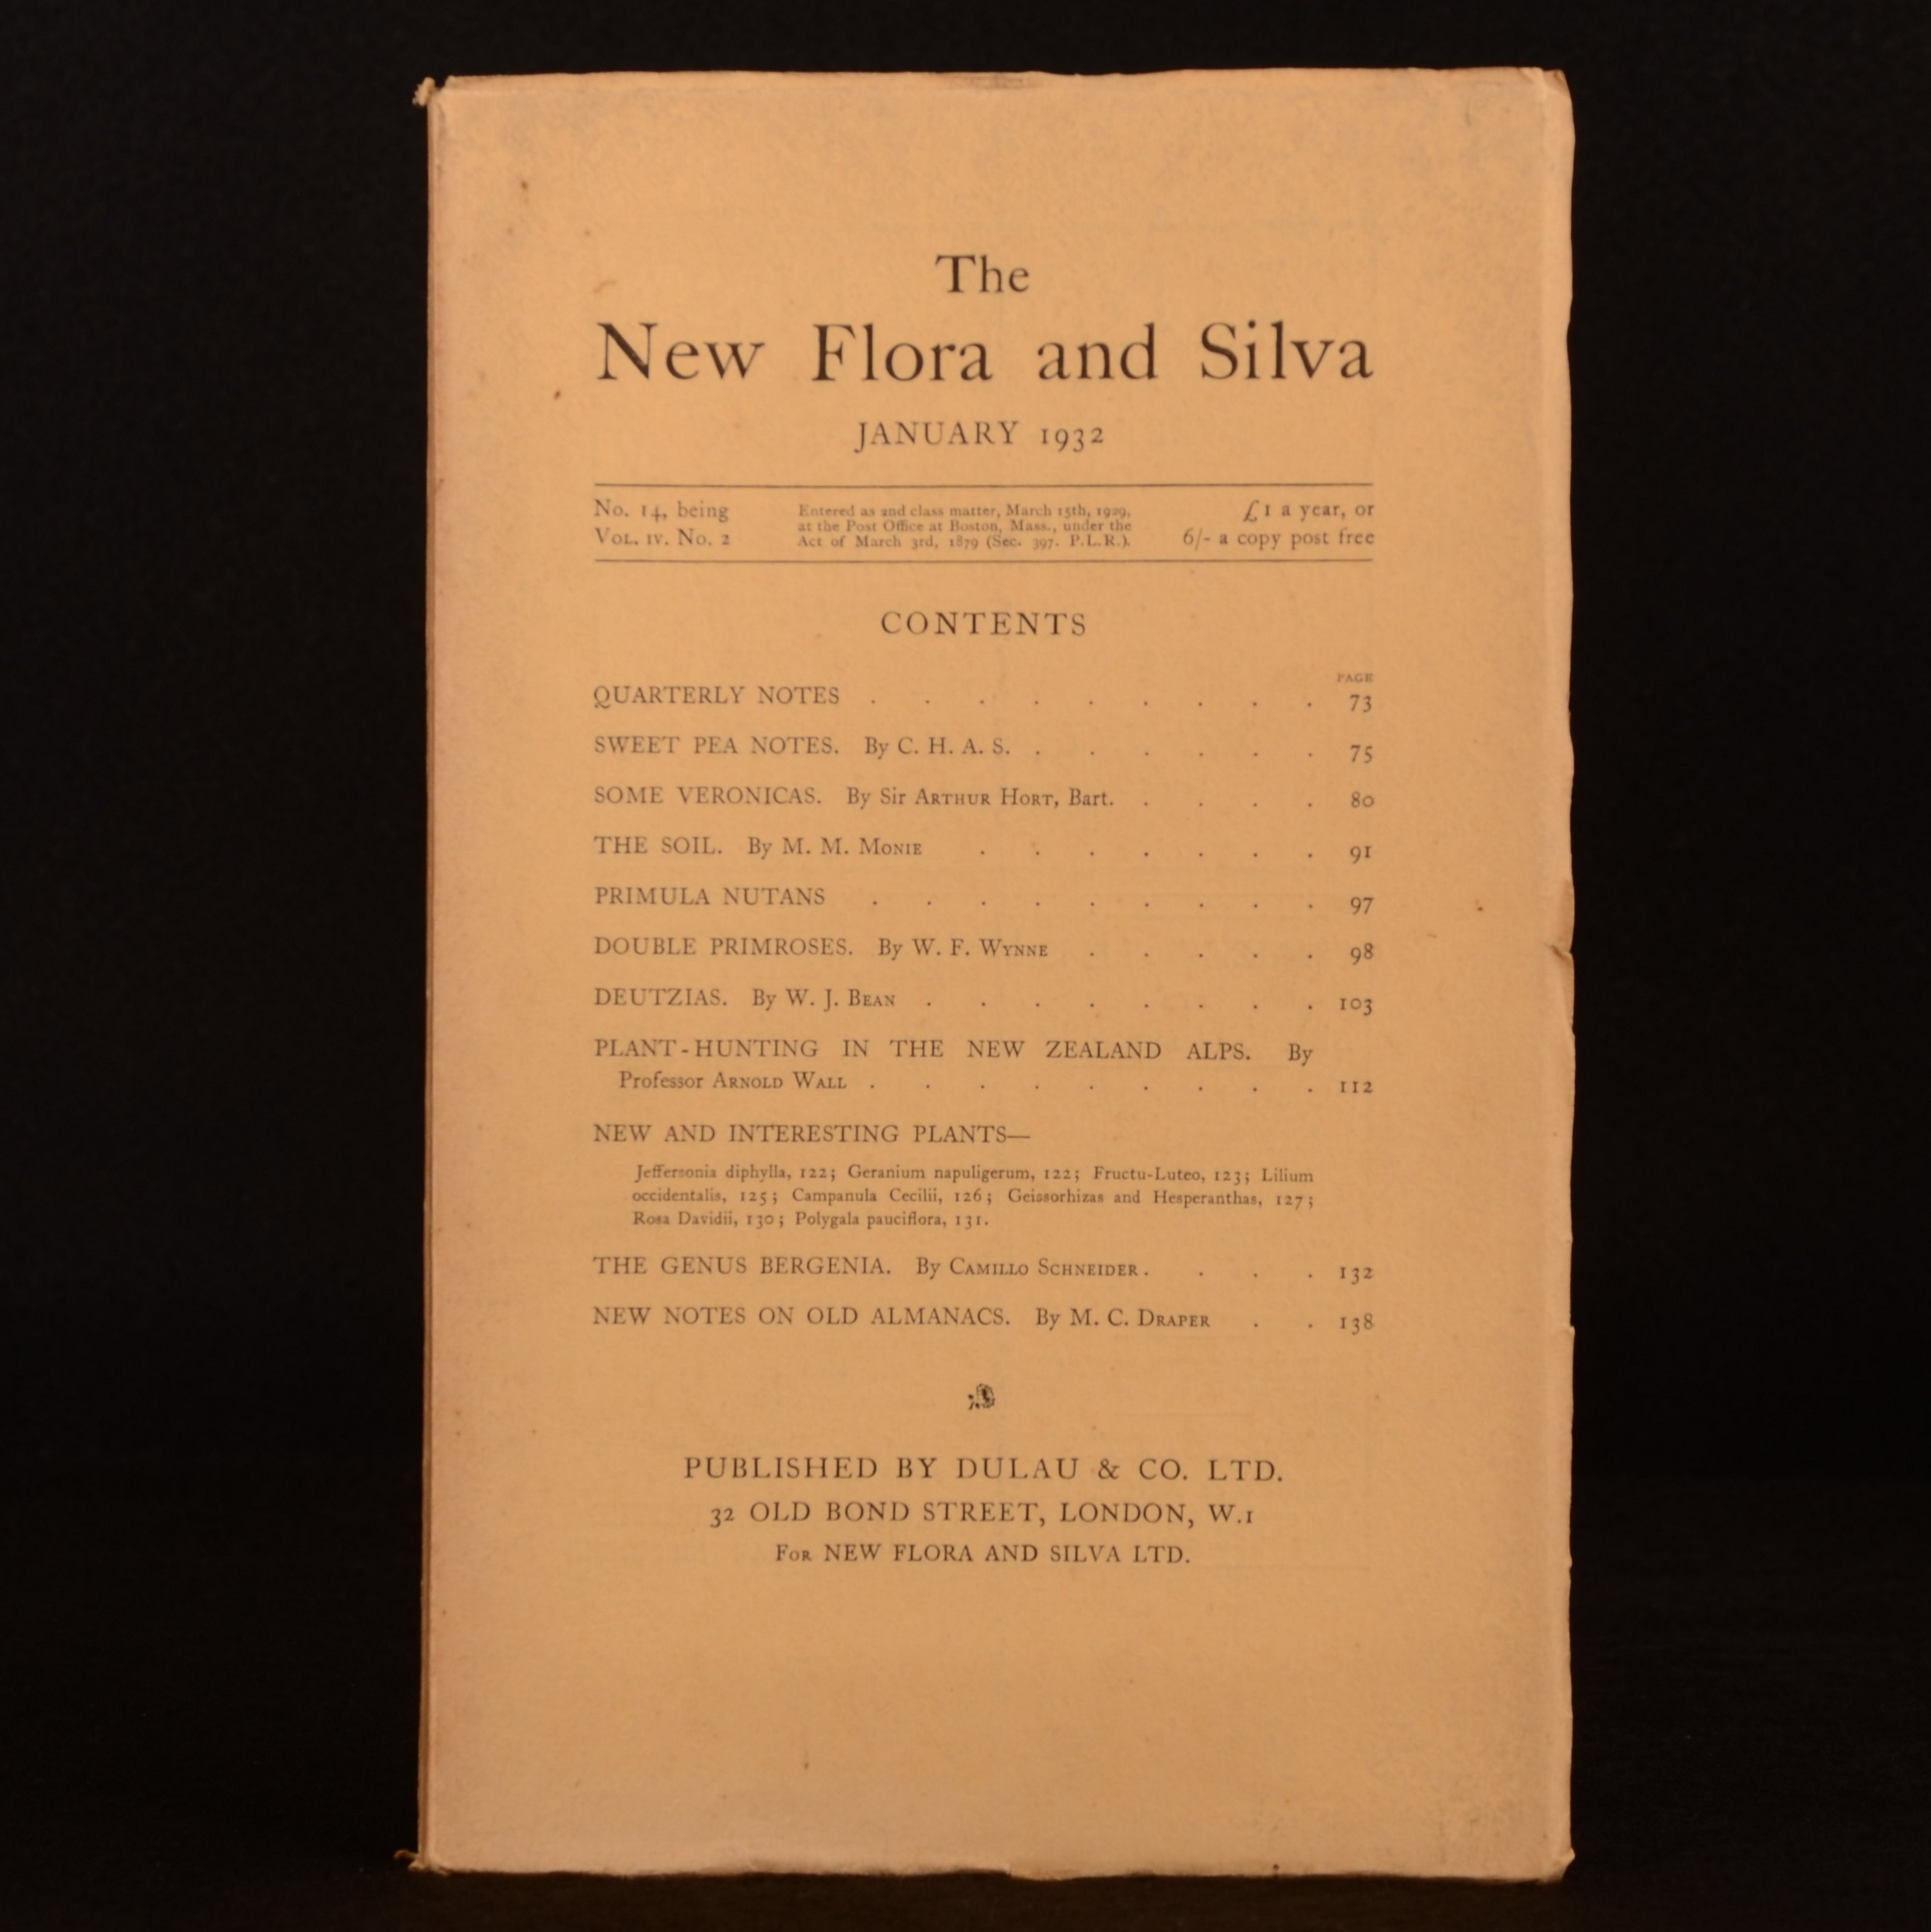 The
New Flora and Silva
JANUARY 1932
No. 14, being
Vol. iv. No. 2
Entered as 2nd class matter, March 15th, 1929,
at the Post Office at Boston, Mass., under the
Act of March 3rd, 1879 (Sec. 397. P.L.R.).
£1 a year, or
6/- a copy post free
CONTENTS
PAGE
QUARTERLY NOTES . . . . . . . . . 73
SWEET PEA NOTES. By C. H. A. S. . . . . . . 75
SOME VERONICAS. By Sir Arthur Hort, Bart. . . . . 80
THE SOIL. By M. M. Monie . . . . . . . 91
PRIMULA NUTANS . . . . . . . . . 97
DOUBLE PRIMROSES. By W. F. Wynne . . . . . 98
DEUTZIAS. By W. J. Bean . . . . . . . . 103
PLANT-HUNTING IN THE NEW ZEALAND ALPS. By
Professor Arnold Wall . . . . . . . . . 112
NEW AND INTERESTING PLANTS—
Jeffersonia diphylla, 122; Geranium napuligerum, 122; Fructu-Luteo, 123; Lilium
occidentalis, 125; Campanula Cecilii, 126; Geissorhizas and Hesperanthas, 127;
Rosa Davidii, 130; Polygala pauciflora, 131.
THE GENUS BERGENIA. By Camillo Schneider . . . . 132
NEW NOTES ON OLD ALMANACS. By M. C. Draper . . 138
PUBLISHED BY DULAU & CO. LTD.
32 OLD BOND STREET, LONDON, W.1
For NEW FLORA AND SILVA LTD.